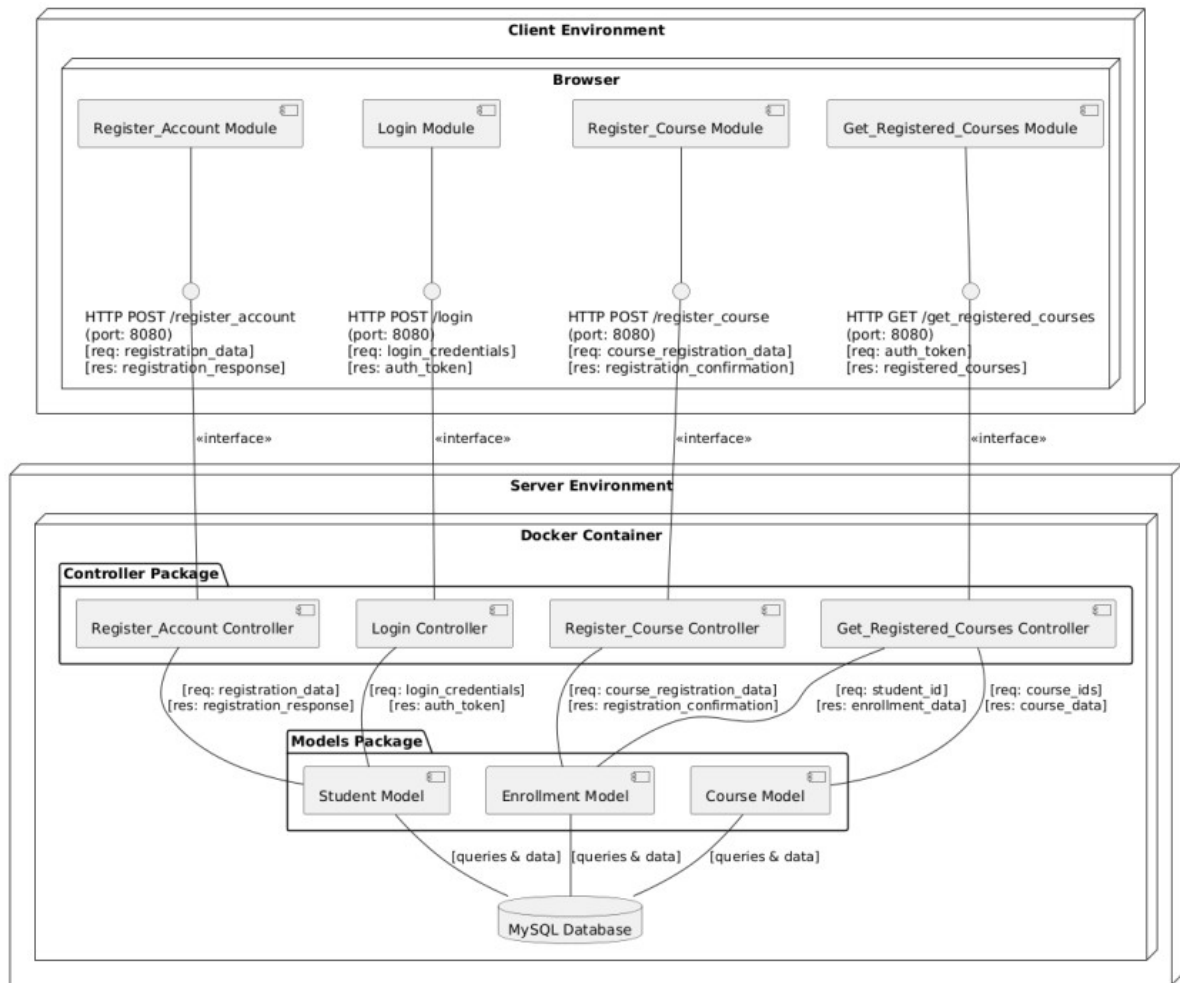 Client Environment
Browser
Register_Account Module
Login Module
Register_Course Module
Get_Registered_Courses Module
HTTP POST /register_account
(port: 8080)
[req: registration_data]
[res: registration_response]
HTTP POST /login
(port: 8080)
[req: login_credentials]
[res: auth_token]
HTTP POST /register_course
(port: 8080)
[req: course_registration_data]
[res: registration_confirmation]
HTTP GET /get_registered_courses
(port: 8080)
[req: auth_token]
[res: registered_courses]
«interface»
«interface»
«interface»
«interface»
Server Environment
Docker Container
Controller Package
Register_Account Controller
Login Controller
Register_Course Controller
Get_Registered_Courses Controller
[req: registration_data]
[res: registration_response]
[req: login_credentials]
[res: auth_token]
[req: course_registration_data]
[res: registration_confirmation]
[req: student_id]
[res: enrollment_data]
[req: course_ids]
[res: course_data]
Models Package
Student Model
Enrollment Model
Course Model
[queries & data]
[queries & data]
[queries & data]
MySQL Database